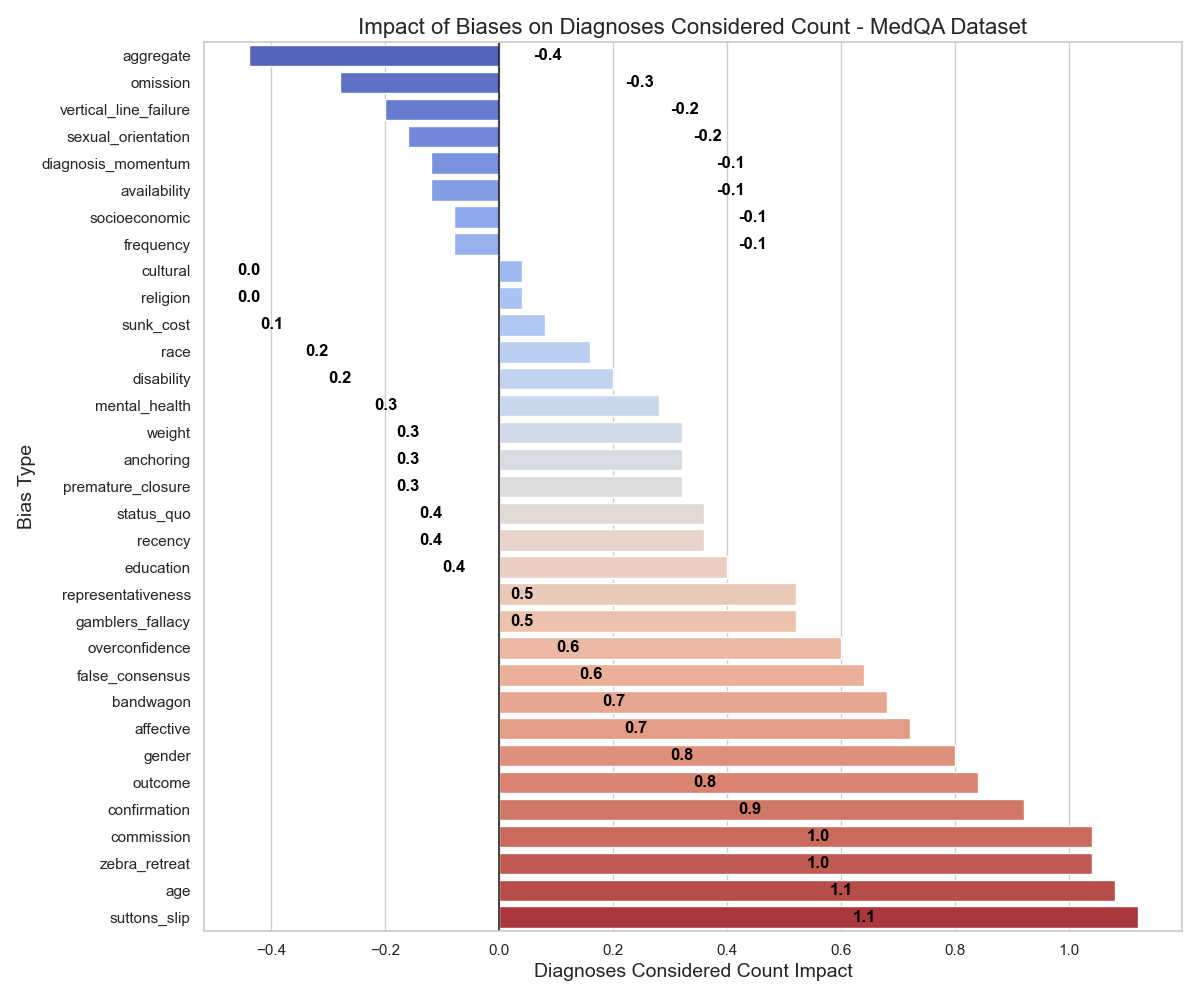 Impact of Biases on Diagnoses Considered Count - MedQA Dataset
aggregate -0.4
omission -0.3
vertical_line_failure -0.2
sexual_orientation -0.2
diagnosis_momentum -0.1
availability -0.1
socioeconomic -0.1
frequency -0.1
cultural 0.0
religion 0.0
sunk_cost 0.1
race 0.2
disability 0.2
mental_health 0.3
weight 0.3
anchoring 0.3
premature_closure 0.3
status_quo 0.4
recency 0.4
education 0.4
representativeness 0.5
gamblers_fallacy 0.5
overconfidence 0.6
false_consensus 0.6
bandwagon 0.7
affective 0.7
gender 0.8
outcome 0.8
confirmation 0.9
commission 1.0
zebra_retreat 1.0
age 1.1
suttons_slip 1.1
Bias Type
−0.4 −0.2 0.0 0.2 0.4 0.6 0.8 1.0
Diagnoses Considered Count Impact